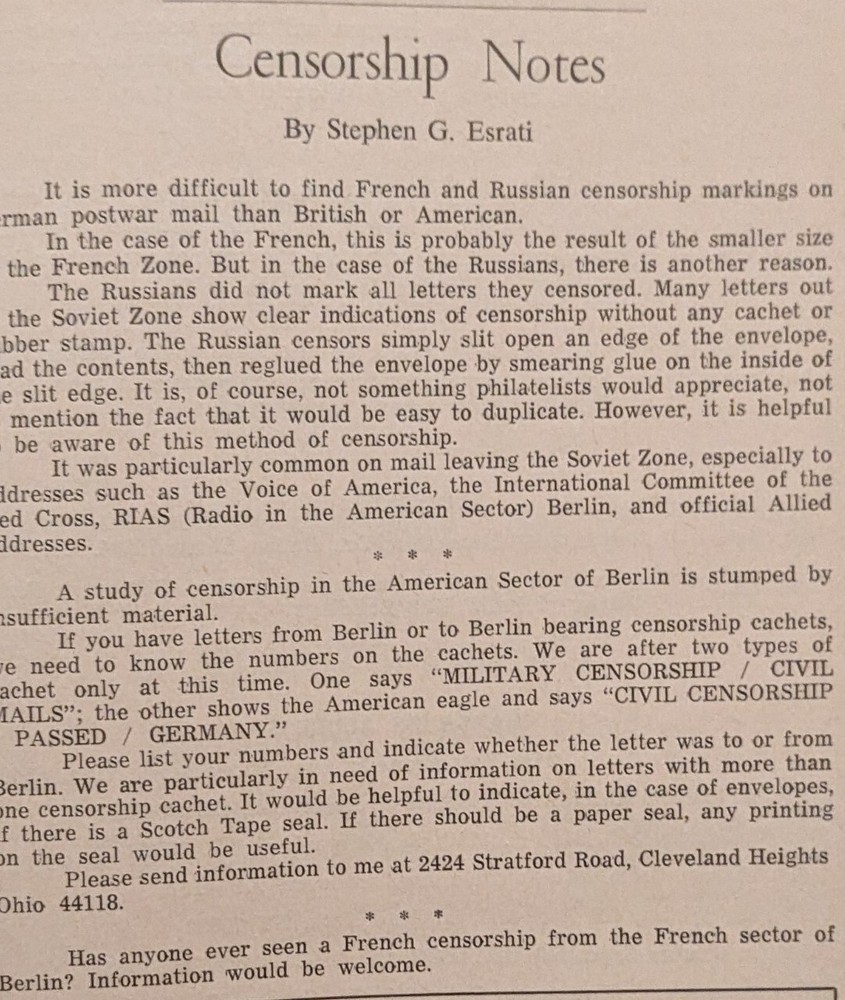 Censorship Notes
By Stephen G. Esrati
It is more difficult to find French and Russian censorship markings on
rman postwar mail than British or American.
In the case of the French, this is probably the result of the smaller size
the French Zone. But in the case of the Russians, there is another reason.
The Russians did not mark all letters they censored. Many letters out
the Soviet Zone show clear indications of censorship without any cachet or
bber stamp. The Russian censors simply slit open an edge of the envelope,
ad the contents, then reglued the envelope by smearing glue on the inside of
e slit edge. It is, of course, not something philatelists would appreciate, not
mention the fact that it would be easy to duplicate. However, it is helpful
be aware of this method of censorship.
It was particularly common on mail leaving the Soviet Zone, especially to
ddresses such as the Voice of America, the International Committee of the
ed Cross, RIAS (Radio in the American Sector) Berlin, and official Allied
ddresses.
* * *
A study of censorship in the American Sector of Berlin is stumped by
nsufficient material.
If you have letters from Berlin or to Berlin bearing censorship cachets,
we need to know the numbers on the cachets. We are after two types of
achet only at this time. One says “MILITARY CENSORSHIP / CIVIL
MAILS”; the other shows the American eagle and says “CIVIL CENSORSHIP
PASSED / GERMANY.”
Please list your numbers and indicate whether the letter was to or from
Berlin. We are particularly in need of information on letters with more than
one censorship cachet. It would be helpful to indicate, in the case of envelopes,
if there is a Scotch Tape seal. If there should be a paper seal, any printing
on the seal would be useful.
Please send information to me at 2424 Stratford Road, Cleveland Heights
Ohio 44118.
* * *
Has anyone ever seen a French censorship from the French sector of
Berlin? Information would be welcome.